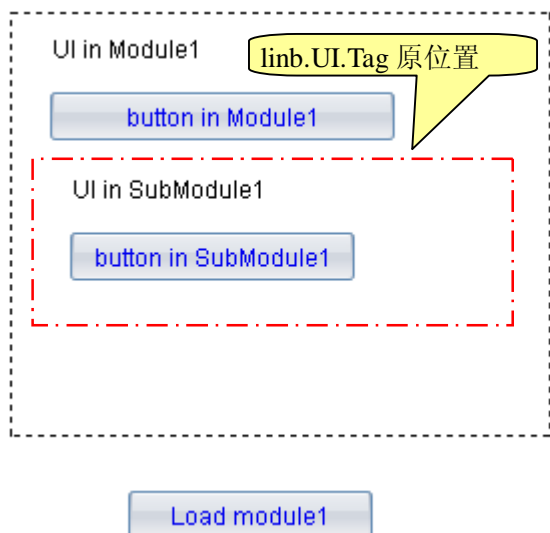 UI in Module1
linb.UI.Tag 原位置
button in Module1
UI in SubModule1
button in SubModule1
Load module1